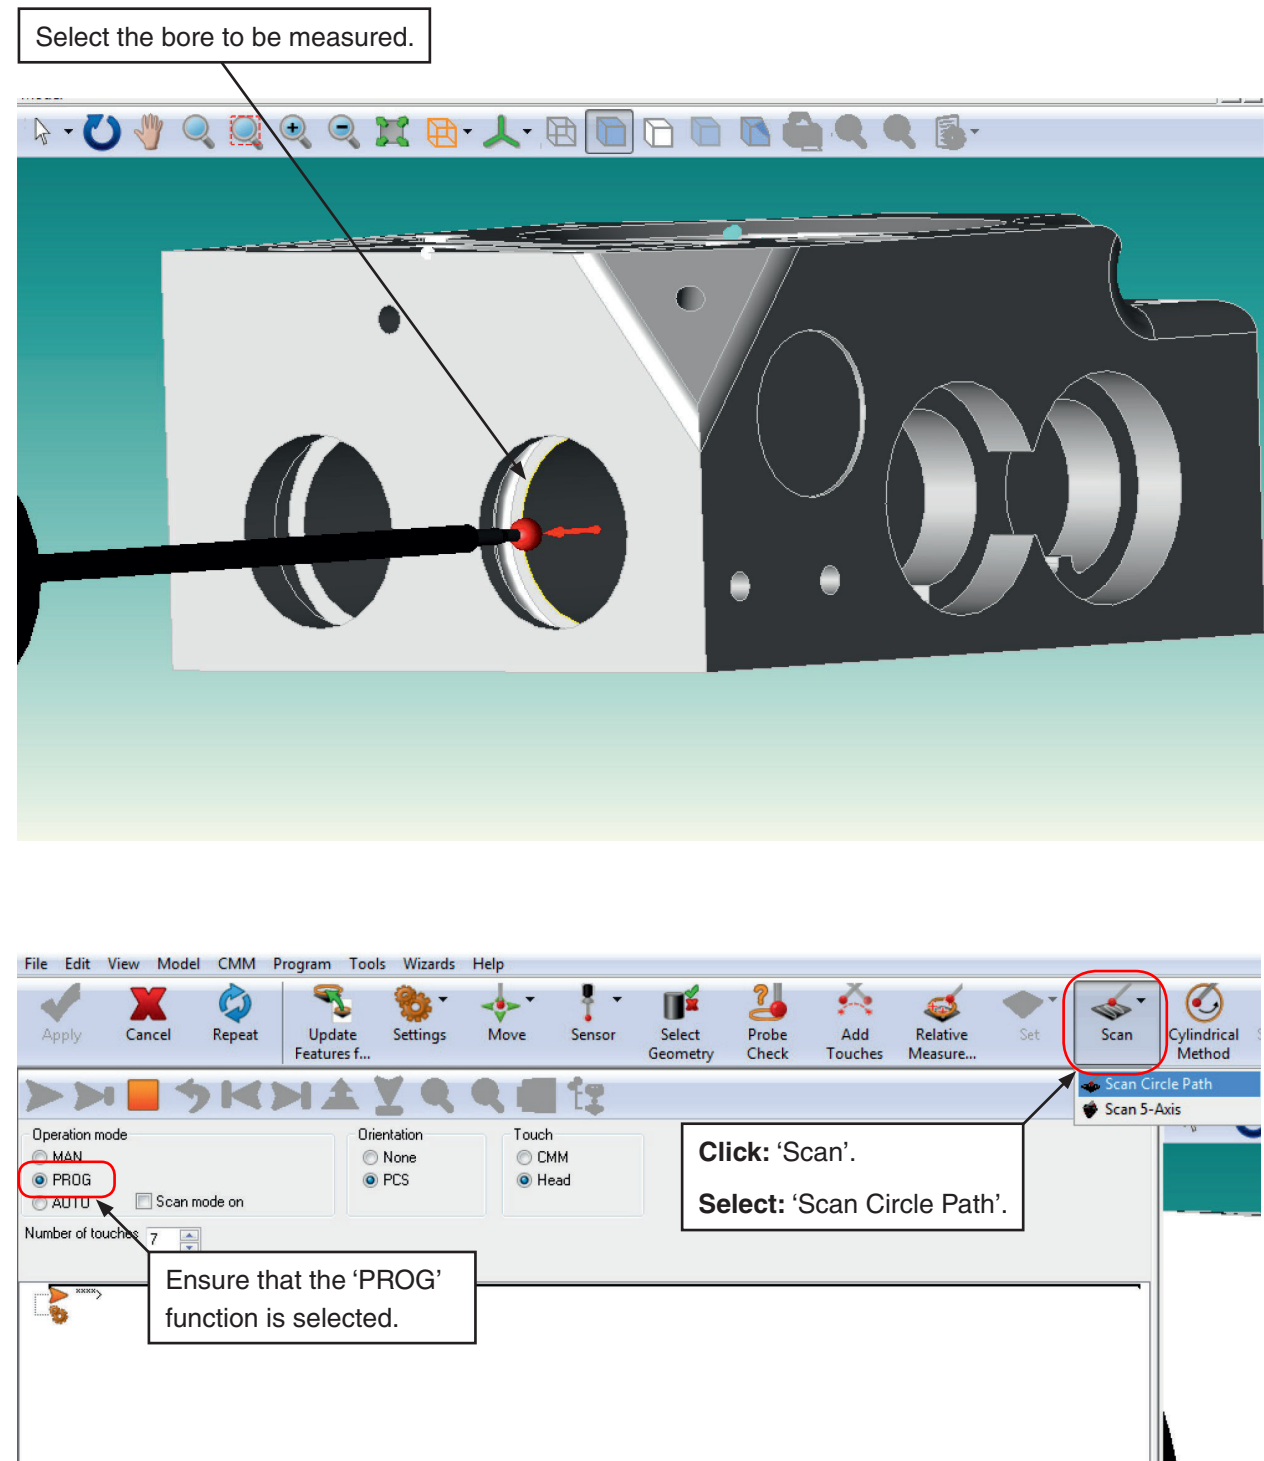 Select the bore to be measured.
File Edit View Model CMM Program Tools Wizards Help
Apply Cancel Repeat Update Settings Move Sensor Select Probe Add Relative Set Scan Cylindrical
Features f... Geometry Check Touches Measure... Method
Scan Circle Path
Scan 5-Axis
Operation mode Orientation Touch
MAN None CMM
PROG PCS Head
AUTO Scan mode on
Number of touches 7
Click: ‘Scan’.
Select: ‘Scan Circle Path’.
Ensure that the ‘PROG’
function is selected.
xxxx>